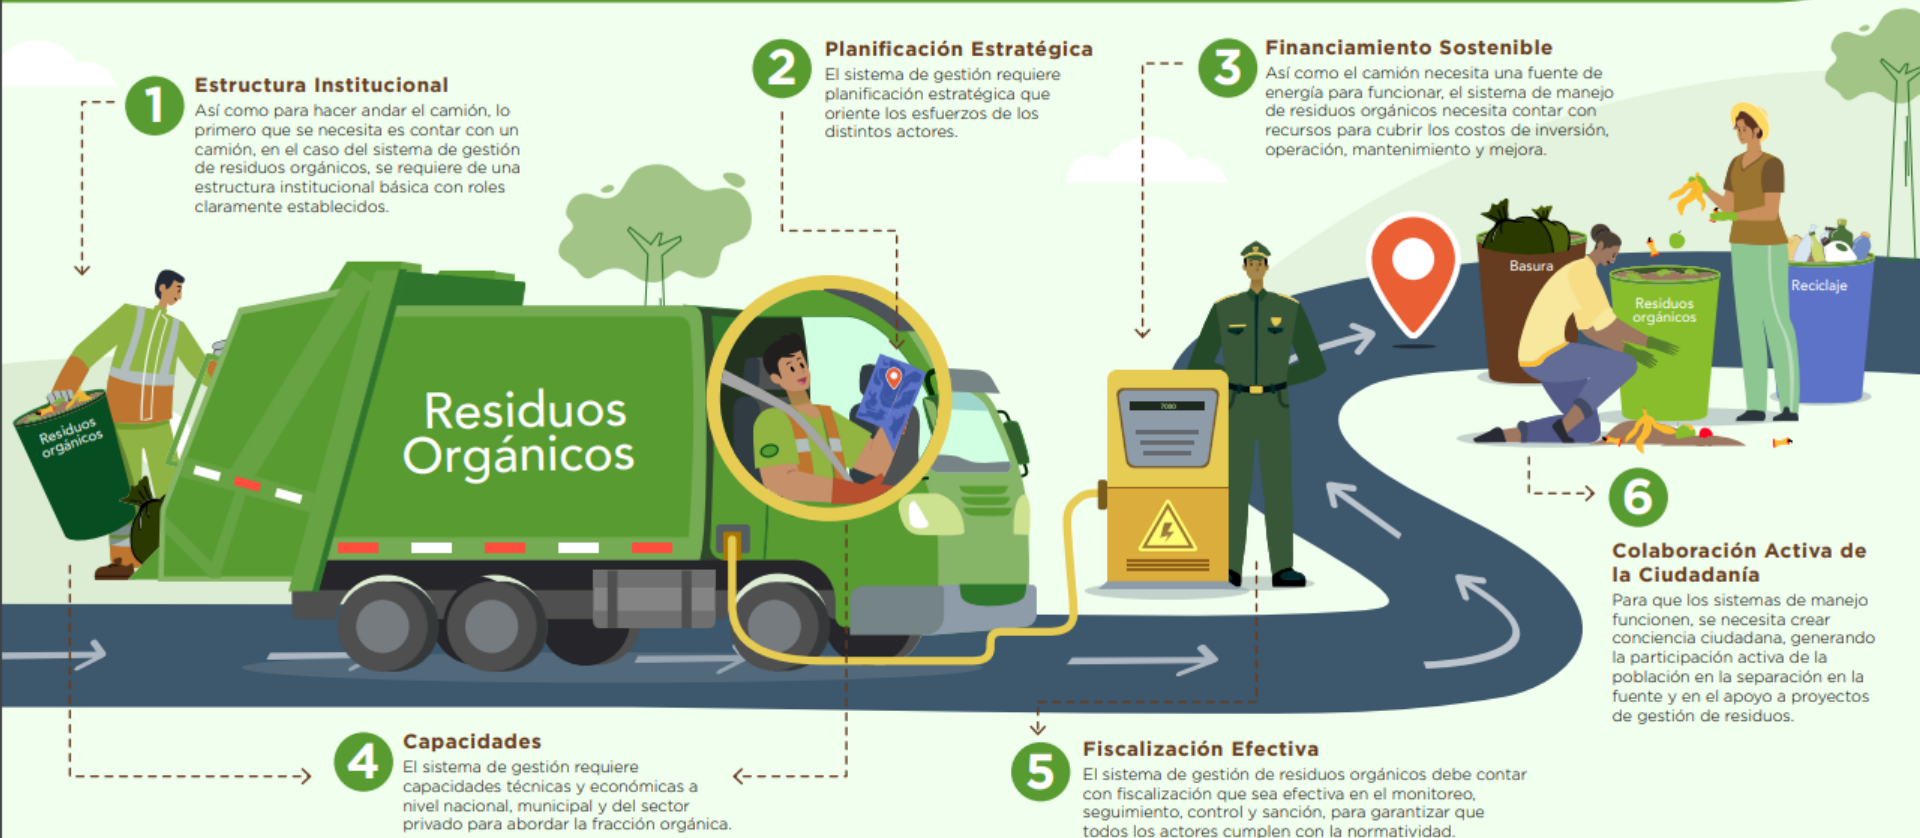 1
Estructura Institucional
Así como para hacer andar el camión, lo
primero que se necesita es contar con un
camión, en el caso del sistema de gestión
de residuos orgánicos, se requiere de una
estructura institucional básica con roles
claramente establecidos.
2
Planificación Estratégica
El sistema de gestión requiere
planificación estratégica que
oriente los esfuerzos de los
distintos actores.
3
Financiamiento Sostenible
Así como el camión necesita una fuente de
energía para funcionar, el sistema de manejo
de residuos orgánicos necesita contar con
recursos para cubrir los costos de inversión,
operación, mantenimiento y mejora.
Basura
Residuos
orgánicos
Reciclaje
Residuos
orgánicos
Residuos
Orgánicos
7080
6
Colaboración Activa de
la Ciudadanía
Para que los sistemas de manejo
funcionen, se necesita crear
conciencia ciudadana, generando
la participación activa de la
población en la separación en la
fuente y en el apoyo a proyectos
de gestión de residuos.
4
Capacidades
El sistema de gestión requiere
capacidades técnicas y económicas a
nivel nacional, municipal y del sector
privado para abordar la fracción orgánica.
5
Fiscalización Efectiva
El sistema de gestión de residuos orgánicos debe contar
con fiscalización que sea efectiva en el monitoreo,
seguimiento, control y sanción, para garantizar que
todos los actores cumplen con la normatividad.